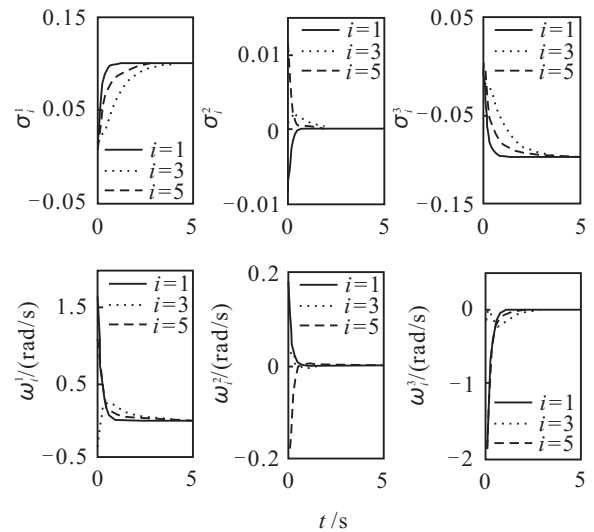 0.15
0.05
−0.05
σ_i^1
i=1
i=3
i=5
0
5
0.01
0
−0.01
σ_i^2
i=1
i=3
i=5
0
5
0.05
−0.05
−0.15
σ_i^3
i=1
i=3
i=5
0
5
1.5
0.5
−0.5
ω_i^1/(rad/s)
i=1
i=3
i=5
0
5
0.2
0
−0.2
ω_i^2/(rad/s)
i=1
i=3
i=5
0
5
0
−1
−2
ω_i^3/(rad/s)
i=1
i=3
i=5
0
5
t/s